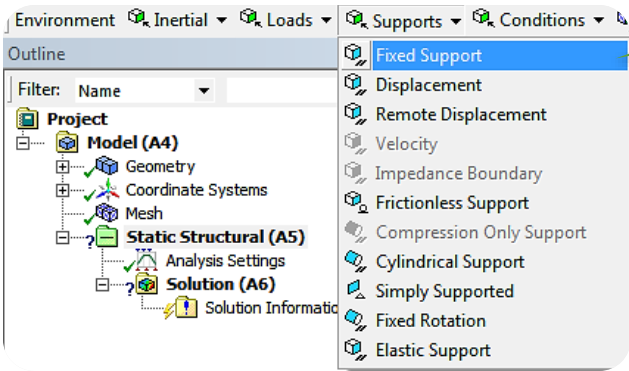 Environment Inertial Loads Supports Conditions
Outline
Filter: Name
Project
Model (A4)
Geometry
Coordinate Systems
Mesh
Static Structural (A5)
Analysis Settings
Solution (A6)
Solution Informatio
Fixed Support
Displacement
Remote Displacement
Velocity
Impedance Boundary
Frictionless Support
Compression Only Support
Cylindrical Support
Simply Supported
Fixed Rotation
Elastic Support